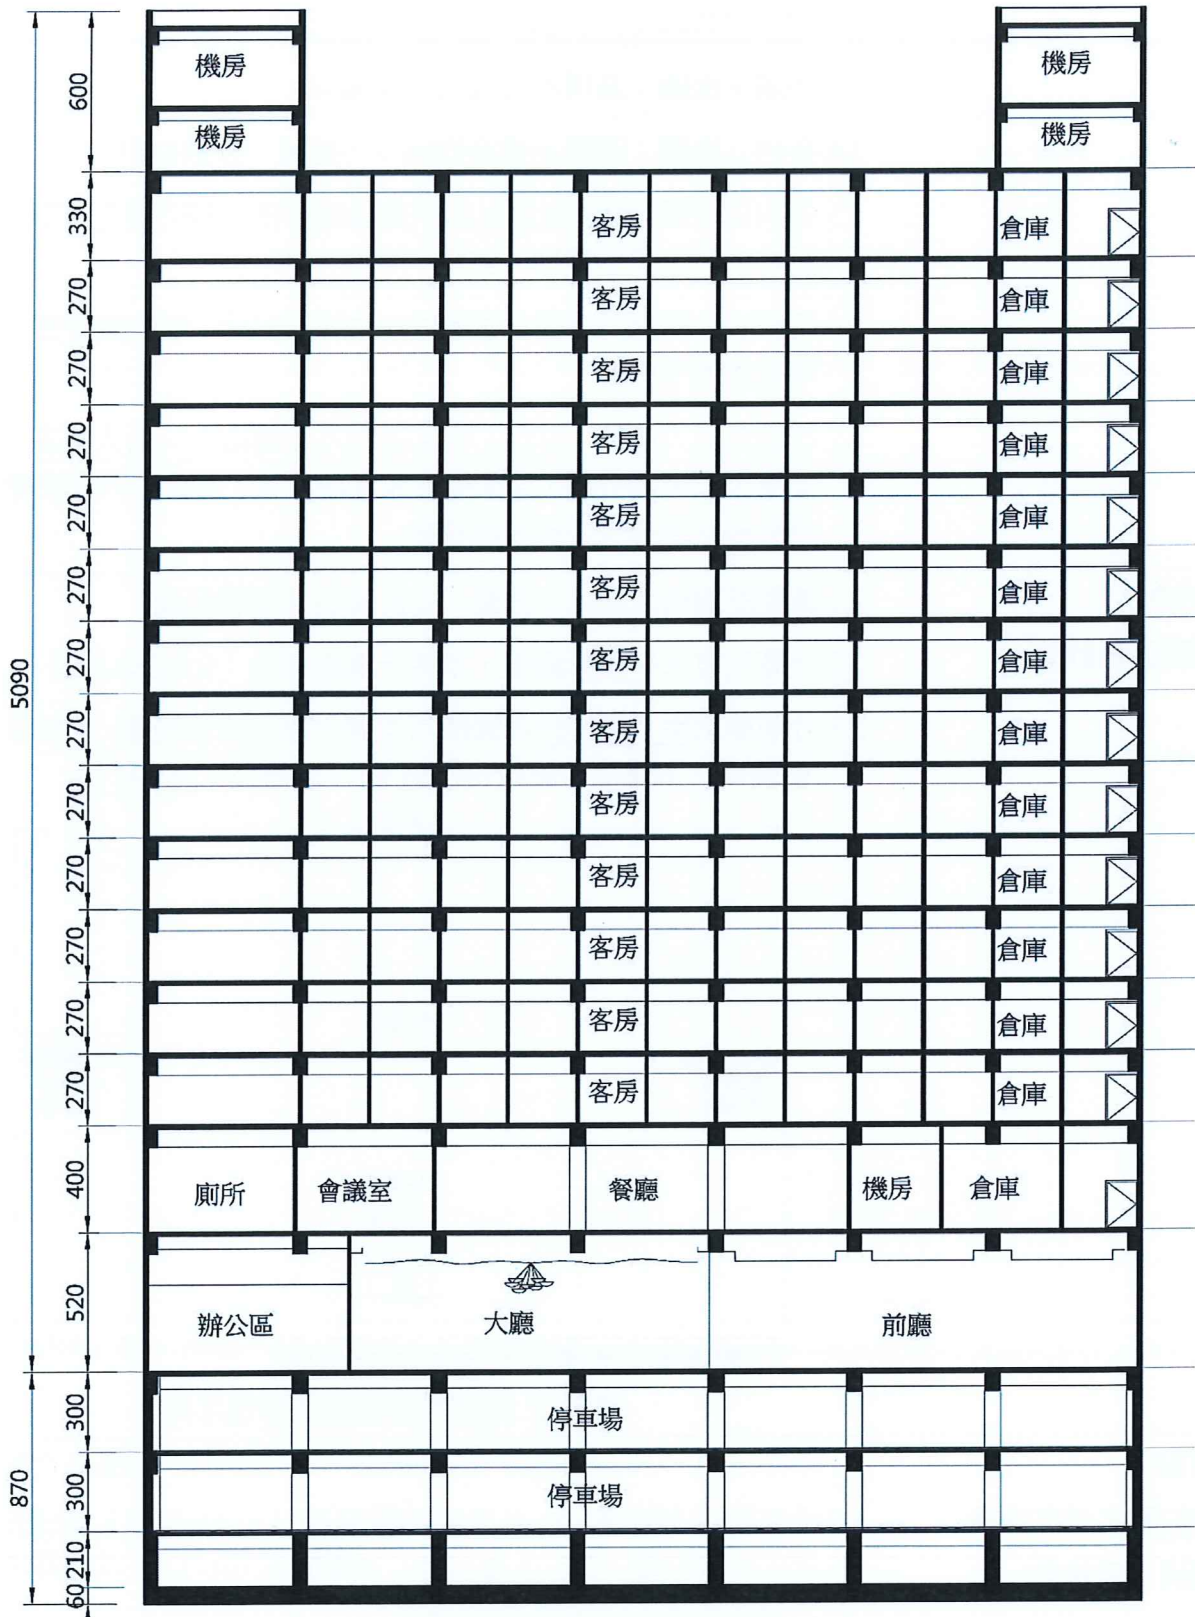 機房 機房
600
機房 機房
330 客房 倉庫
270 客房 倉庫
270 客房 倉庫
270 客房 倉庫
270 客房 倉庫
270 客房 倉庫
270 客房 倉庫
5090
270 客房 倉庫
270 客房 倉庫
270 客房 倉庫
270 客房 倉庫
270 客房 倉庫
270 客房 倉庫
400 廁所 會議室 餐廳 機房 倉庫
520 辦公區 大廳 前廳
300 停車場
870
300 停車場
210
60